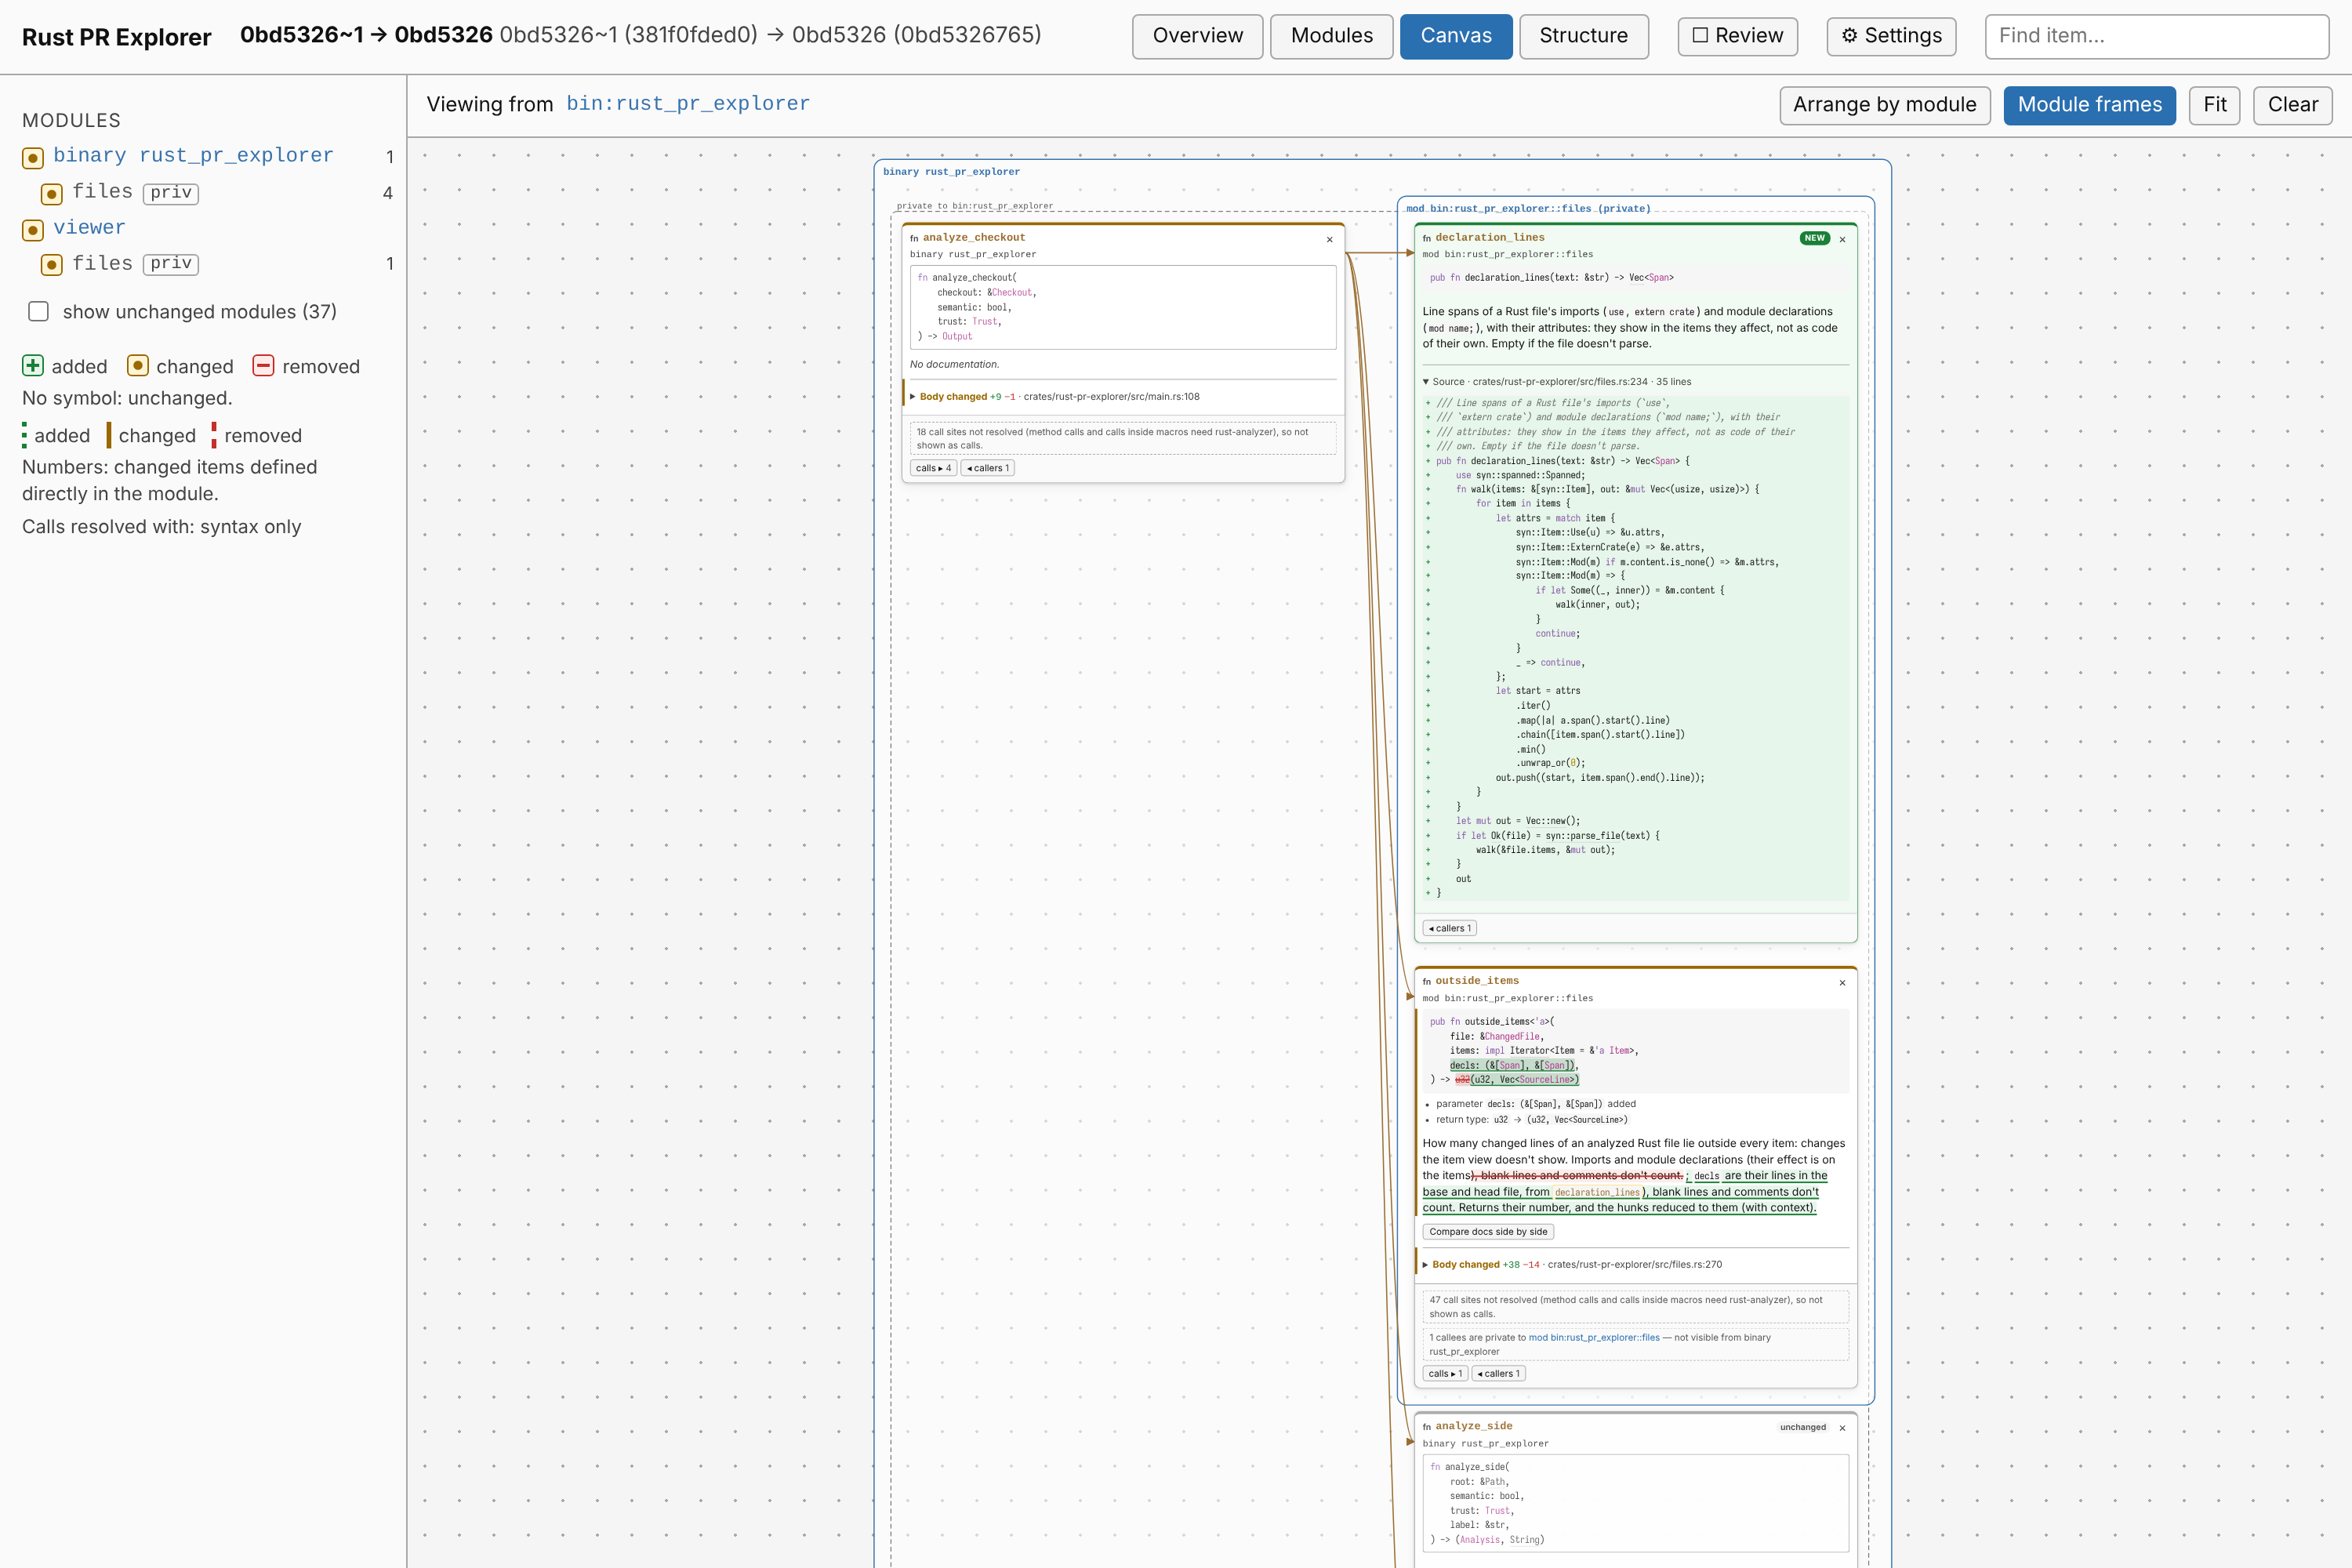 Rust PR Explorer
0bd5326~1 → 0bd5326 0bd5326~1 (381f0fded0) → 0bd5326 (0bd5326765)
Overview
Modules
Canvas
Structure
☐ Review
⚙ Settings
Find item...
MODULES
binary rust_pr_explorer 1
files priv 4
viewer
files priv 1
show unchanged modules (37)
added changed removed
No symbol: unchanged.
added changed removed
Numbers: changed items defined
directly in the module.
Calls resolved with: syntax only
Viewing from bin:rust_pr_explorer
Arrange by module
Module frames
Fit
Clear
binary rust_pr_explorer
private to bin:rust_pr_explorer
fn analyze_checkout ×
binary rust_pr_explorer
fn analyze_checkout(
checkout: &Checkout,
semantic: bool,
trust: Trust,
) -> Output
No documentation.
▸ Body changed +9 −1 · crates/rust-pr-explorer/src/main.rs:108
18 call sites not resolved (method calls and calls inside macros need rust-analyzer), so not
shown as calls.
calls ▸ 4
◂ callers 1
mod bin:rust_pr_explorer::files (private)
fn declaration_lines NEW ×
mod bin:rust_pr_explorer::files
pub fn declaration_lines(text: &str) -> Vec<Span>
Line spans of a Rust file's imports (use, extern crate) and module declarations
(mod name;), with their attributes: they show in the items they affect, not as code
of their own. Empty if the file doesn't parse.
▾ Source · crates/rust-pr-explorer/src/files.rs:234 · 35 lines
+ /// Line spans of a Rust file's imports (`use`,
+ /// `extern crate`) and module declarations (`mod name;`), with their
+ /// attributes: they show in the items they affect, not as code of their
+ /// own. Empty if the file doesn't parse.
+ pub fn declaration_lines(text: &str) -> Vec<Span> {
+ use syn::spanned::Spanned;
+ fn walk(items: &[syn::Item], out: &mut Vec<(usize, usize)>) {
+ for item in items {
+ let attrs = match item {
+ syn::Item::Use(u) => &u.attrs,
+ syn::Item::ExternCrate(e) => &e.attrs,
+ syn::Item::Mod(m) if m.content.is_none() => &m.attrs,
+ syn::Item::Mod(m) => {
+ if let Some((_, inner)) = &m.content {
+ walk(inner, out);
+ }
+ continue;
+ }
+ _ => continue,
+ };
+ let start = attrs
+ .iter()
+ .map(|a| a.span().start().line)
+ .chain([item.span().start().line])
+ .min()
+ .unwrap_or(0);
+ out.push((start, item.span().end().line));
+ }
+ }
+ let mut out = Vec::new();
+ if let Ok(file) = syn::parse_file(text) {
+ walk(&file.items, &mut out);
+ }
+ out
+ }
◂ callers 1
fn outside_items ×
mod bin:rust_pr_explorer::files
pub fn outside_items<'a>(
file: &ChangedFile,
items: impl Iterator<Item = &'a Item>,
decls: (&[Span], &[Span]),
) -> u32(u32, Vec<SourceLine>)
• parameter decls: (&[Span], &[Span]) added
• return type: u32 → (u32, Vec<SourceLine>)
How many changed lines of an analyzed Rust file lie outside every item: changes
the item view doesn't show. Imports and module declarations (their effect is on
the items), blank lines and comments don't count. ; decls are their lines in the
base and head file, from declaration_lines), blank lines and comments don't
count. Returns their number, and the hunks reduced to them (with context).
Compare docs side by side
▸ Body changed +38 −14 · crates/rust-pr-explorer/src/files.rs:270
47 call sites not resolved (method calls and calls inside macros need rust-analyzer), so not
shown as calls.
1 callees are private to mod bin:rust_pr_explorer::files — not visible from binary
rust_pr_explorer
calls ▸ 1
◂ callers 1
fn analyze_side unchanged ×
binary rust_pr_explorer
fn analyze_side(
root: &Path,
semantic: bool,
trust: Trust,
label: &str,
) -> (Analysis, String)